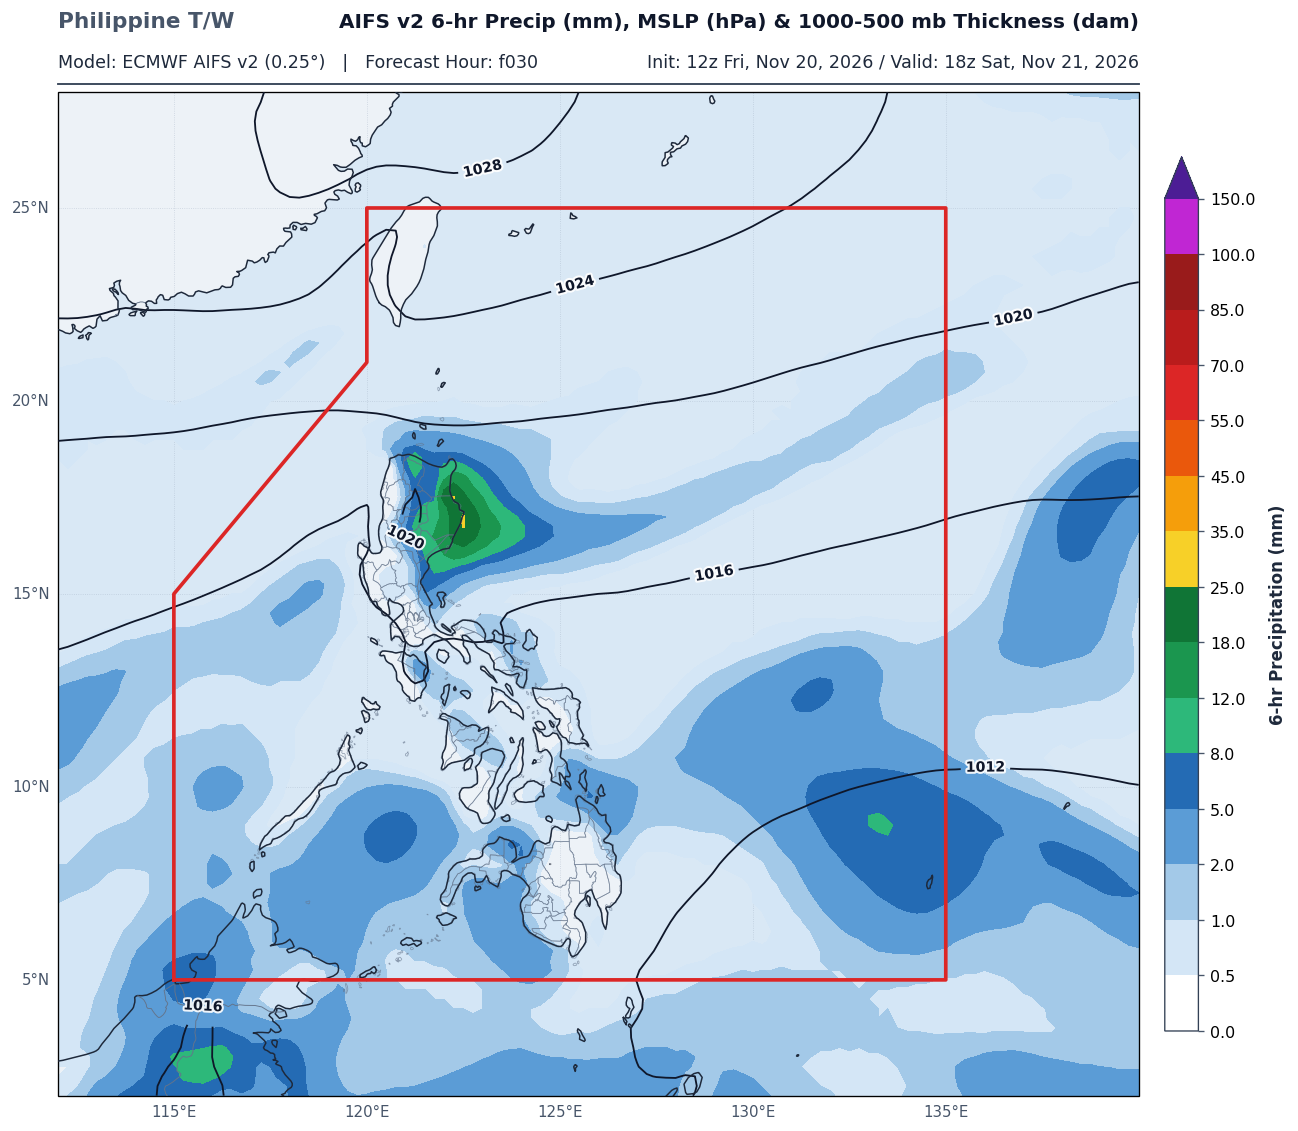 Philippine T/W
AIFS v2 6-hr Precip (mm), MSLP (hPa) & 1000-500 mb Thickness (dam)
Model: ECMWF AIFS v2 (0.25°) | Forecast Hour: f030
Init: 12z Fri, Nov 20, 2026 / Valid: 18z Sat, Nov 21, 2026
1028
1024
1020
1020
1016
1012
1016
25°N
20°N
15°N
10°N
5°N
115°E
120°E
125°E
130°E
135°E
150.0
100.0
85.0
70.0
55.0
45.0
35.0
25.0
18.0
12.0
8.0
5.0
2.0
1.0
0.5
0.0
6-hr Precipitation (mm)